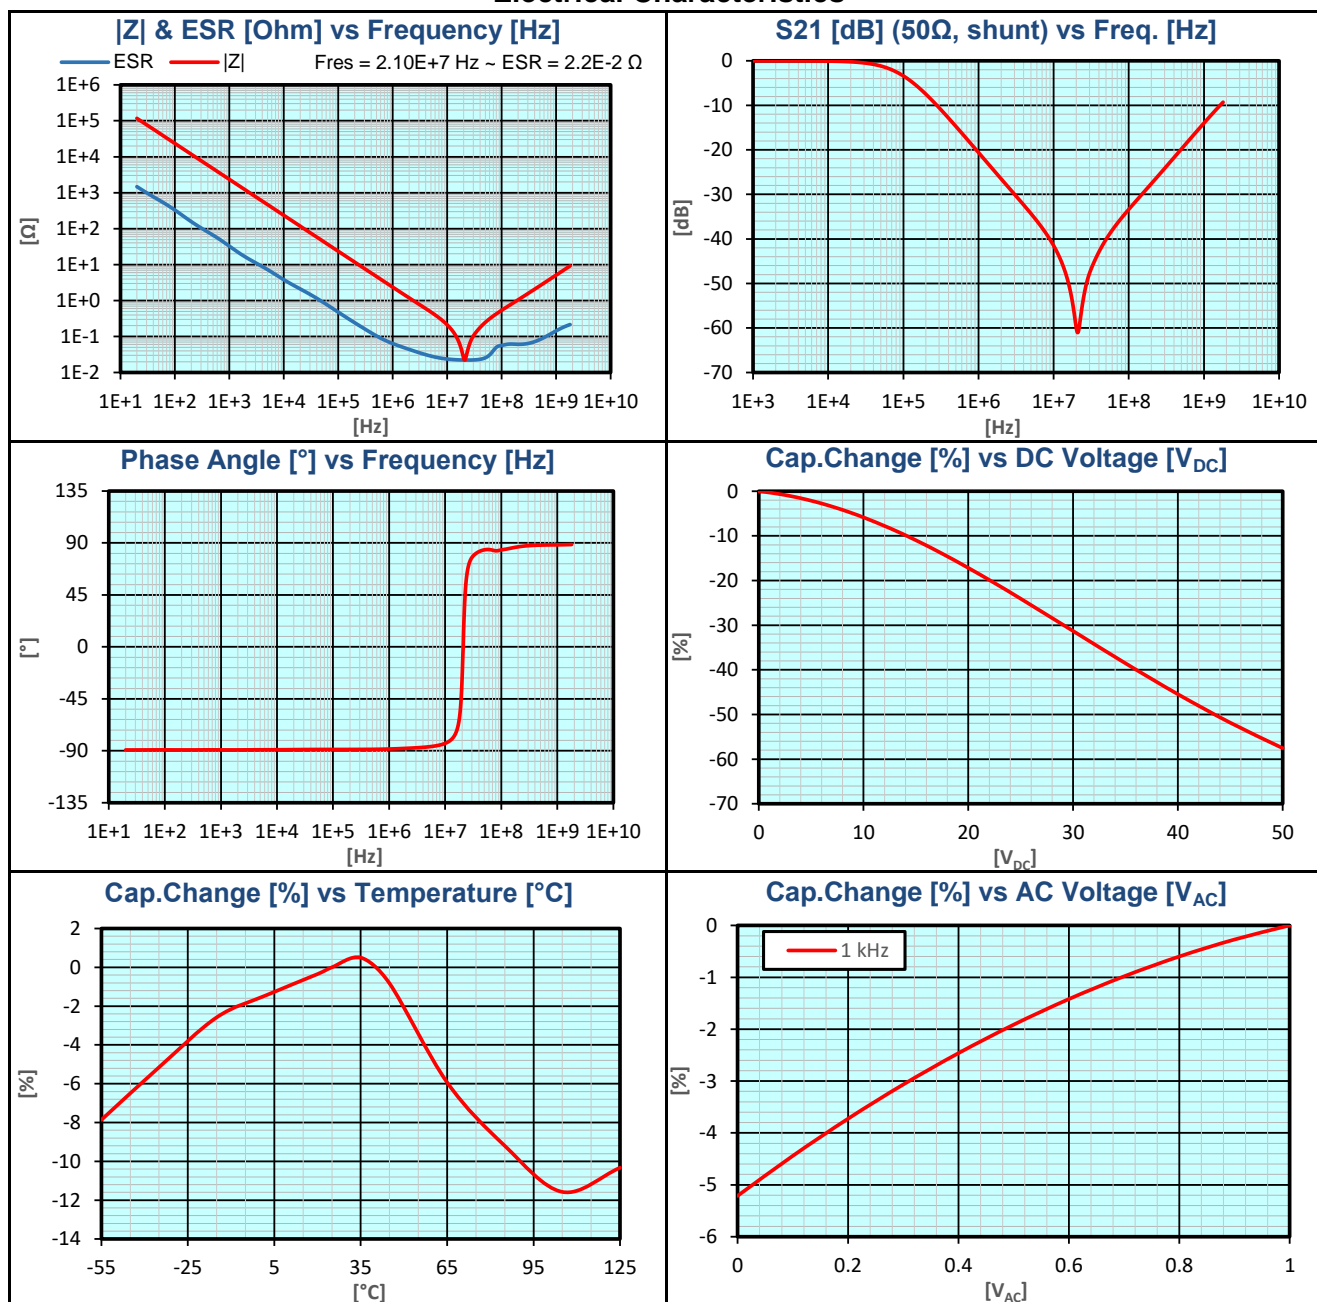 Electrical Characteristics
|Z| & ESR [Ohm] vs Frequency [Hz]
ESR |Z| Fres = 2.10E+7 Hz ~ ESR = 2.2E-2 Ω
1E+6
1E+5
1E+4
1E+3
1E+2
1E+1
1E+0
1E-1
1E-2
[Ω]
1E+1 1E+2 1E+3 1E+4 1E+5 1E+6 1E+7 1E+8 1E+9 1E+10
[Hz]
S21 [dB] (50Ω, shunt) vs Freq. [Hz]
0
-10
-20
-30
-40
-50
-60
-70
[dB]
1E+3 1E+4 1E+5 1E+6 1E+7 1E+8 1E+9 1E+10
[Hz]
Phase Angle [°] vs Frequency [Hz]
135
90
45
0
-45
-90
-135
[°]
1E+1 1E+2 1E+3 1E+4 1E+5 1E+6 1E+7 1E+8 1E+9 1E+10
[Hz]
Cap.Change [%] vs DC Voltage [VDC]
0
-10
-20
-30
-40
-50
-60
-70
[%]
0 10 20 30 40 50
[VDC]
Cap.Change [%] vs Temperature [°C]
2
0
-2
-4
-6
-8
-10
-12
-14
[%]
-55 -25 5 35 65 95 125
[°C]
Cap.Change [%] vs AC Voltage [VAC]
1 kHz
0
-1
-2
-3
-4
-5
-6
[%]
0 0.2 0.4 0.6 0.8 1
[VAC]